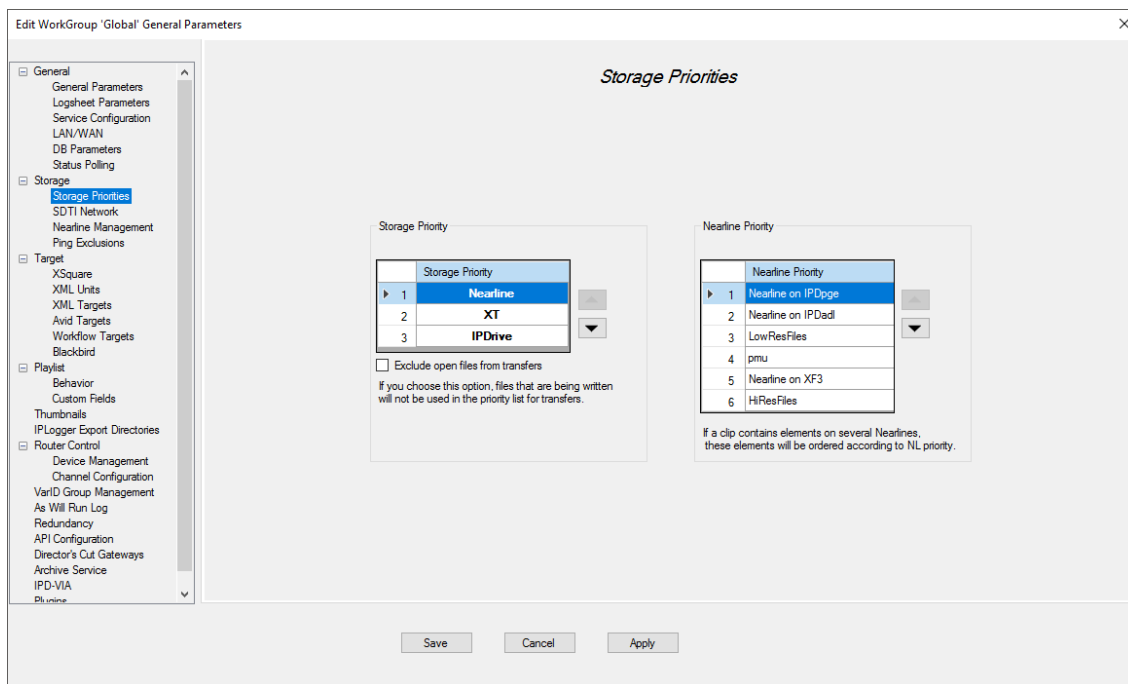 Edit WorkGroup 'Global' General Parameters
General
General Parameters
Logsheet Parameters
Service Configuration
LAN/WAN
DB Parameters
Status Polling
Storage
Storage Priorities
SDTI Network
Nearline Management
Ping Exclusions
Target
XSquare
XML Units
XML Targets
Avid Targets
Workflow Targets
Blackbird
Playlist
Behavior
Custom Fields
Thumbnails
IPLogger Export Directories
Router Control
Device Management
Channel Configuration
VarID Group Management
As Will Run Log
Redundancy
API Configuration
Director's Cut Gateways
Archive Service
IPD-VIA
Plugins
Storage Priorities
Storage Priority
Storage Priority
1 Nearline
2 XT
3 IPDrive
Exclude open files from transfers
If you choose this option, files that are being written
will not be used in the priority list for transfers.
Nearline Priority
Nearline Priority
1 Nearline on IPDpge
2 Nearline on IPDadl
3 LowResFiles
4 pmu
5 Nearline on XF3
6 HiResFiles
If a clip contains elements on several Nearlines,
these elements will be ordered according to NL priority.
Save Cancel Apply